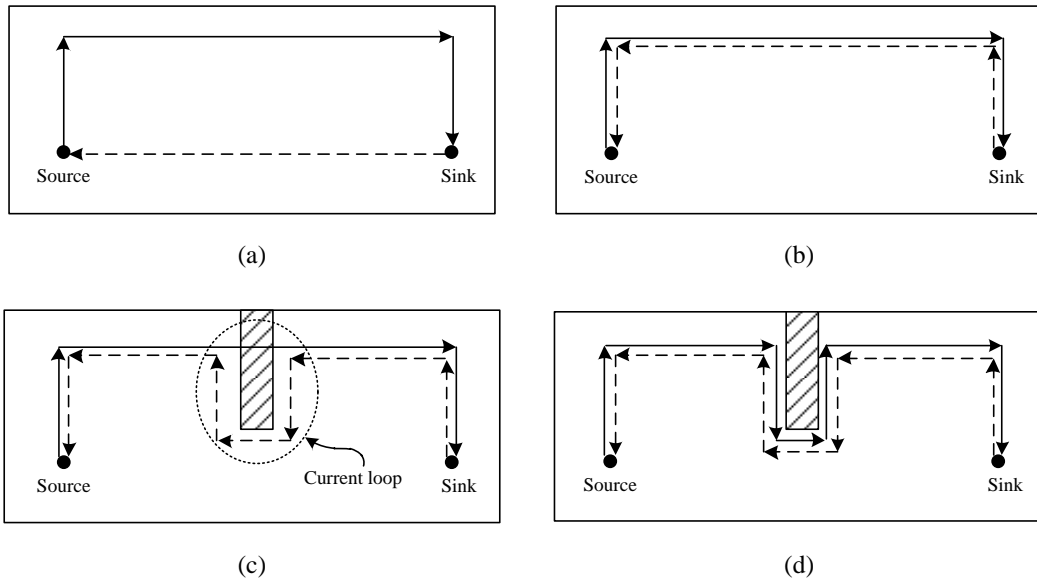 Source
Sink
(a)
Source
Sink
(b)
Source
Current loop
Sink
(c)
Source
Sink
(d)